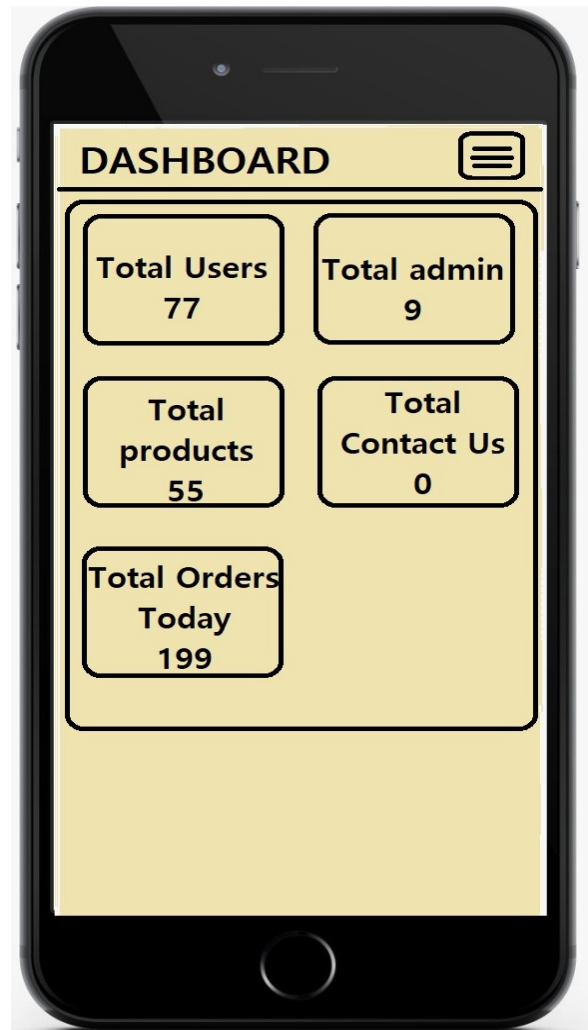 DASHBOARD
Total Users
77
Total admin
9
Total
products
55
Total
Contact Us
0
Total Orders
Today
199